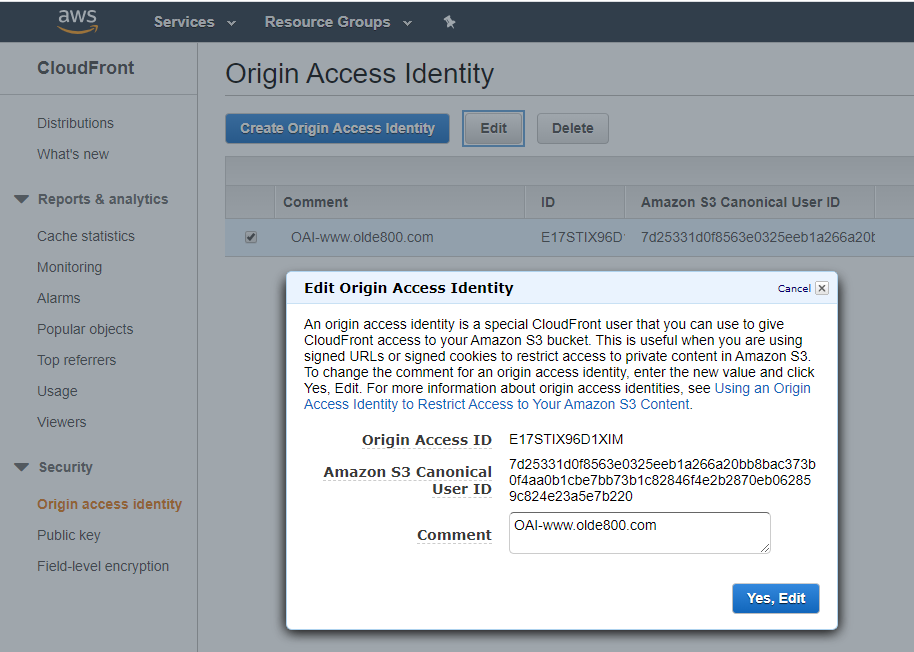 aws Services Resource Groups
CloudFront
Distributions
What's new
Reports & analytics
Cache statistics
Monitoring
Alarms
Popular objects
Top referrers
Usage
Viewers
Security
Origin access identity
Public key
Field-level encryption
Origin Access Identity
Create Origin Access Identity Edit Delete
Comment ID Amazon S3 Canonical User ID
OAI-www.olde800.com E17STIX96D 7d25331d0f8563e0325eeb1a266a20b
Edit Origin Access Identity Cancel
An origin access identity is a special CloudFront user that you can use to give
CloudFront access to your Amazon S3 bucket. This is useful when you are using
signed URLs or signed cookies to restrict access to private content in Amazon S3.
To change the comment for an origin access identity, enter the new value and click
Yes, Edit. For more information about origin access identities, see Using an Origin
Access Identity to Restrict Access to Your Amazon S3 Content.
Origin Access ID E17STIX96D1XIM
Amazon S3 Canonical
User ID
7d25331d0f8563e0325eeb1a266a20bb8bac373b
0f4aa0b1cbe7bb73b1c82846f4e2b2870eb06285
9c824e23a5e7b220
Comment OAI-www.olde800.com
Yes, Edit